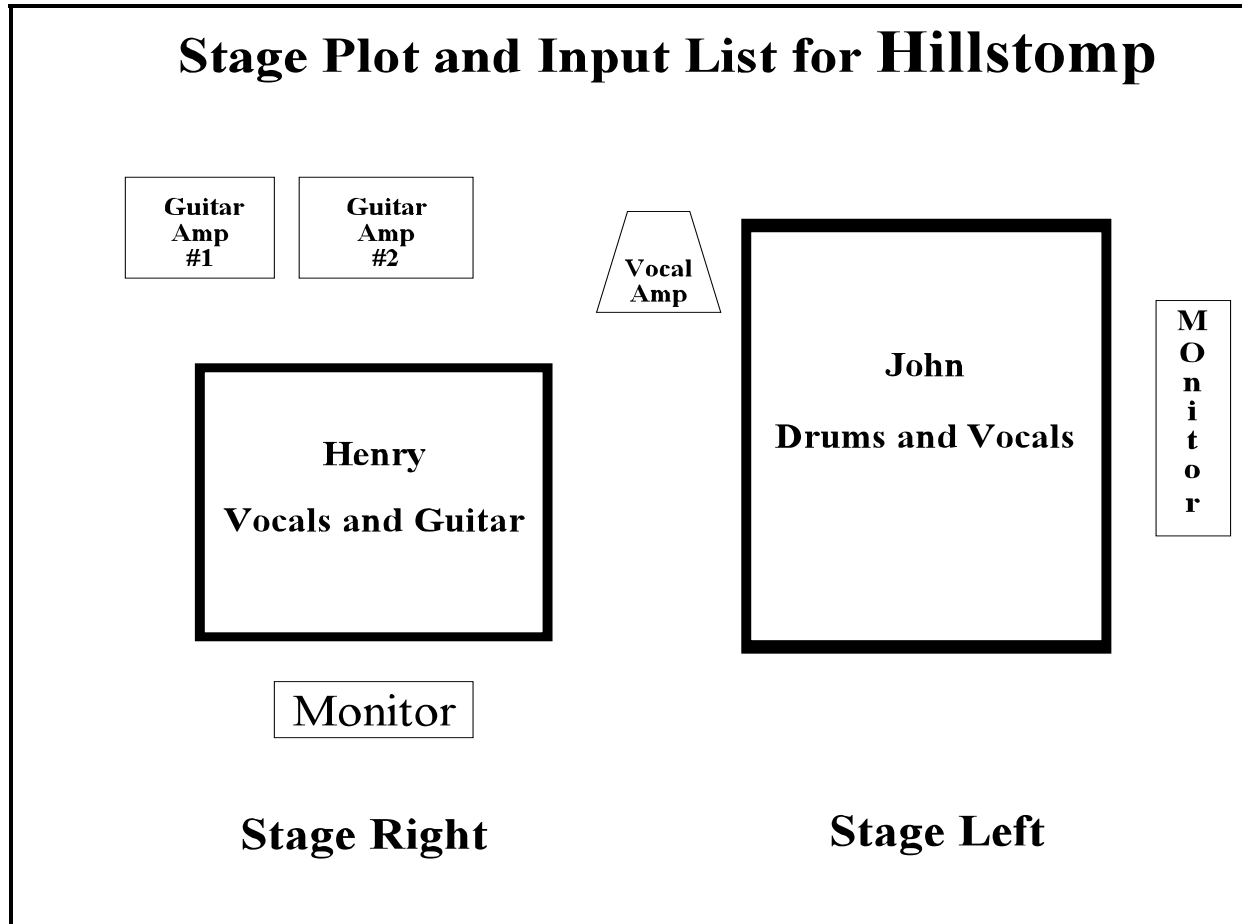 Stage Plot and Input List for Hillstomp
Guitar
Amp
#1
Guitar
Amp
#2
Vocal
Amp
John
Drums and Vocals
M
O
n
i
t
o
r
Henry
Vocals and Guitar
Monitor
Stage Right
Stage Left